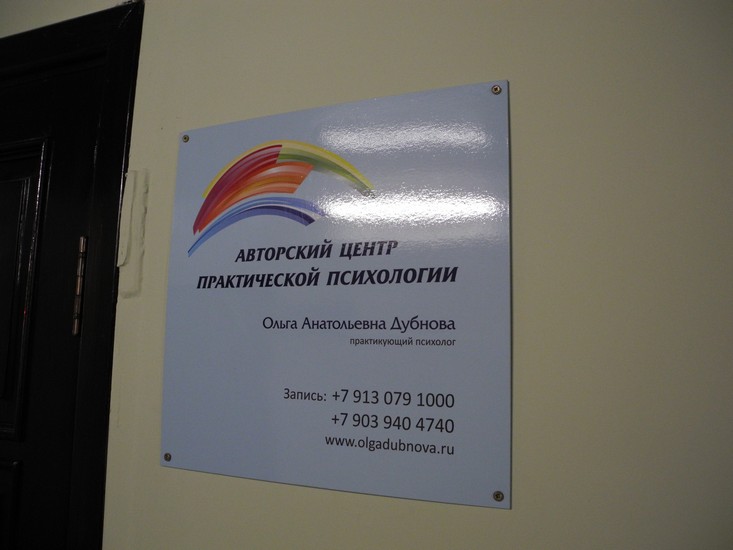 АВТОРСКИЙ ЦЕНТР
ПРАКТИЧЕСКОЙ ПСИХОЛОГИИ
Ольга Анатольевна Дубнова
практикующий психолог
Запись: +7 913 079 1000
+7 903 940 4740
www.olgadubnova.ru